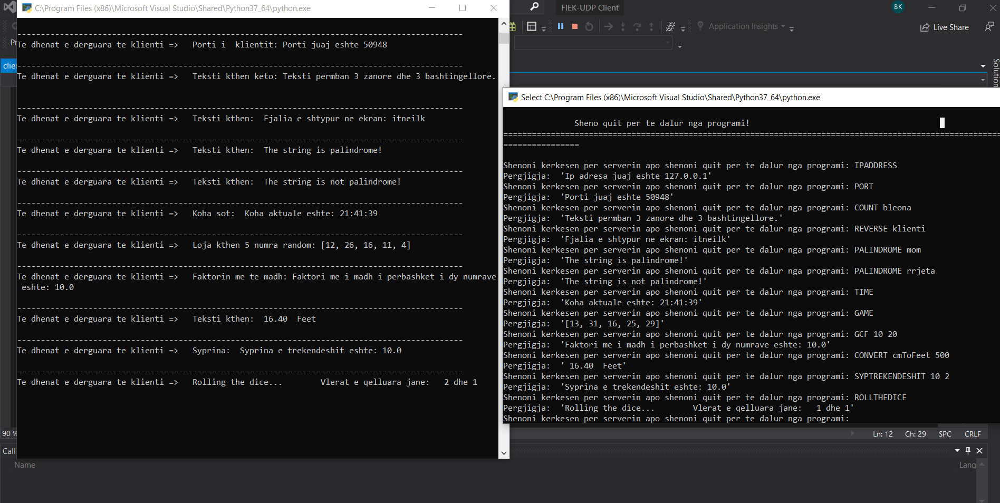 C:\Program Files (x86)\Microsoft Visual Studio\Shared\Python37_64\python.exe
--------------------------------------------------------------------------------------
Te dhenat e derguara te klienti =>   Porti i  klientit: Porti juaj eshte 50948
--------------------------------------------------------------------------------------
Te dhenat e derguara te klienti =>   Teksti kthen keto: Teksti permban 3 zanore dhe 3 bashtingellore.
--------------------------------------------------------------------------------------
Te dhenat e derguara te klienti =>   Teksti kthen:  Fjalia e shtypur ne ekran: itneilk
--------------------------------------------------------------------------------------
Te dhenat e derguara te klienti =>   Teksti kthen:  The string is palindrome!
--------------------------------------------------------------------------------------
Te dhenat e derguara te klienti =>   Teksti kthen:  The string is not palindrome!
--------------------------------------------------------------------------------------
Te dhenat e derguara te klienti =>   Koha sot:  Koha aktuale eshte: 21:41:39
--------------------------------------------------------------------------------------
Te dhenat e derguara te klienti =>   Loja kthen 5 numra random: [12, 26, 16, 11, 4]
--------------------------------------------------------------------------------------
Te dhenat e derguara te klienti =>   Faktorin me te madh: Faktori me i madh i perbashket i dy numrave
 eshte: 10.0
--------------------------------------------------------------------------------------
Te dhenat e derguara te klienti =>   Teksti kthen:  16.40  Feet
--------------------------------------------------------------------------------------
Te dhenat e derguara te klienti =>   Syprina:  Syprina e trekendeshit eshte: 10.0
--------------------------------------------------------------------------------------
Te dhenat e derguara te klienti =>   Rolling the dice...        Vlerat e qelluara jane:   2 dhe 1
FIEK-UDP Client
BK
Application Insights
Live Share
Solution
Select C:\Program Files (x86)\Microsoft Visual Studio\Shared\Python37_64\python.exe
Sheno quit per te dalur nga programi!
=========================================================================================================
================
Shenoni kerkesen per serverin apo shenoni quit per te dalur nga programi: IPADDRESS
Pergjigja:  'Ip adresa juaj eshte 127.0.0.1'
Shenoni kerkesen per serverin apo shenoni quit per te dalur nga programi: PORT
Pergjigja:  'Porti juaj eshte 50948'
Shenoni kerkesen per serverin apo shenoni quit per te dalur nga programi: COUNT bleona
Pergjigja:  'Teksti permban 3 zanore dhe 3 bashtingellore.'
Shenoni kerkesen per serverin apo shenoni quit per te dalur nga programi: REVERSE klienti
Pergjigja:  'Fjalia e shtypur ne ekran: itneilk'
Shenoni kerkesen per serverin apo shenoni quit per te dalur nga programi: PALINDROME mom
Pergjigja:  'The string is palindrome!'
Shenoni kerkesen per serverin apo shenoni quit per te dalur nga programi: PALINDROME rrjeta
Pergjigja:  'The string is not palindrome!'
Shenoni kerkesen per serverin apo shenoni quit per te dalur nga programi: TIME
Pergjigja:  'Koha aktuale eshte: 21:41:39'
Shenoni kerkesen per serverin apo shenoni quit per te dalur nga programi: GAME
Pergjigja:  '[13, 31, 16, 25, 29]'
Shenoni kerkesen per serverin apo shenoni quit per te dalur nga programi: GCF 10 20
Pergjigja:  'Faktori me i madh i perbashket i dy numrave eshte: 10.0'
Shenoni kerkesen per serverin apo shenoni quit per te dalur nga programi: CONVERT cmToFeet 500
Pergjigja:  ' 16.40  Feet'
Shenoni kerkesen per serverin apo shenoni quit per te dalur nga programi: SYPTREKENDESHIT 10 2
Pergjigja:  'Syprina e trekendeshit eshte: 10.0'
Shenoni kerkesen per serverin apo shenoni quit per te dalur nga programi: ROLLTHEDICE
Pergjigja:  'Rolling the dice...        Vlerat e qelluara jane:   1 dhe 1'
Shenoni kerkesen per serverin apo shenoni quit per te dalur nga programi:
90 %
Ln: 12
Ch: 29
SPC
CRLF
Call
Name
Lang